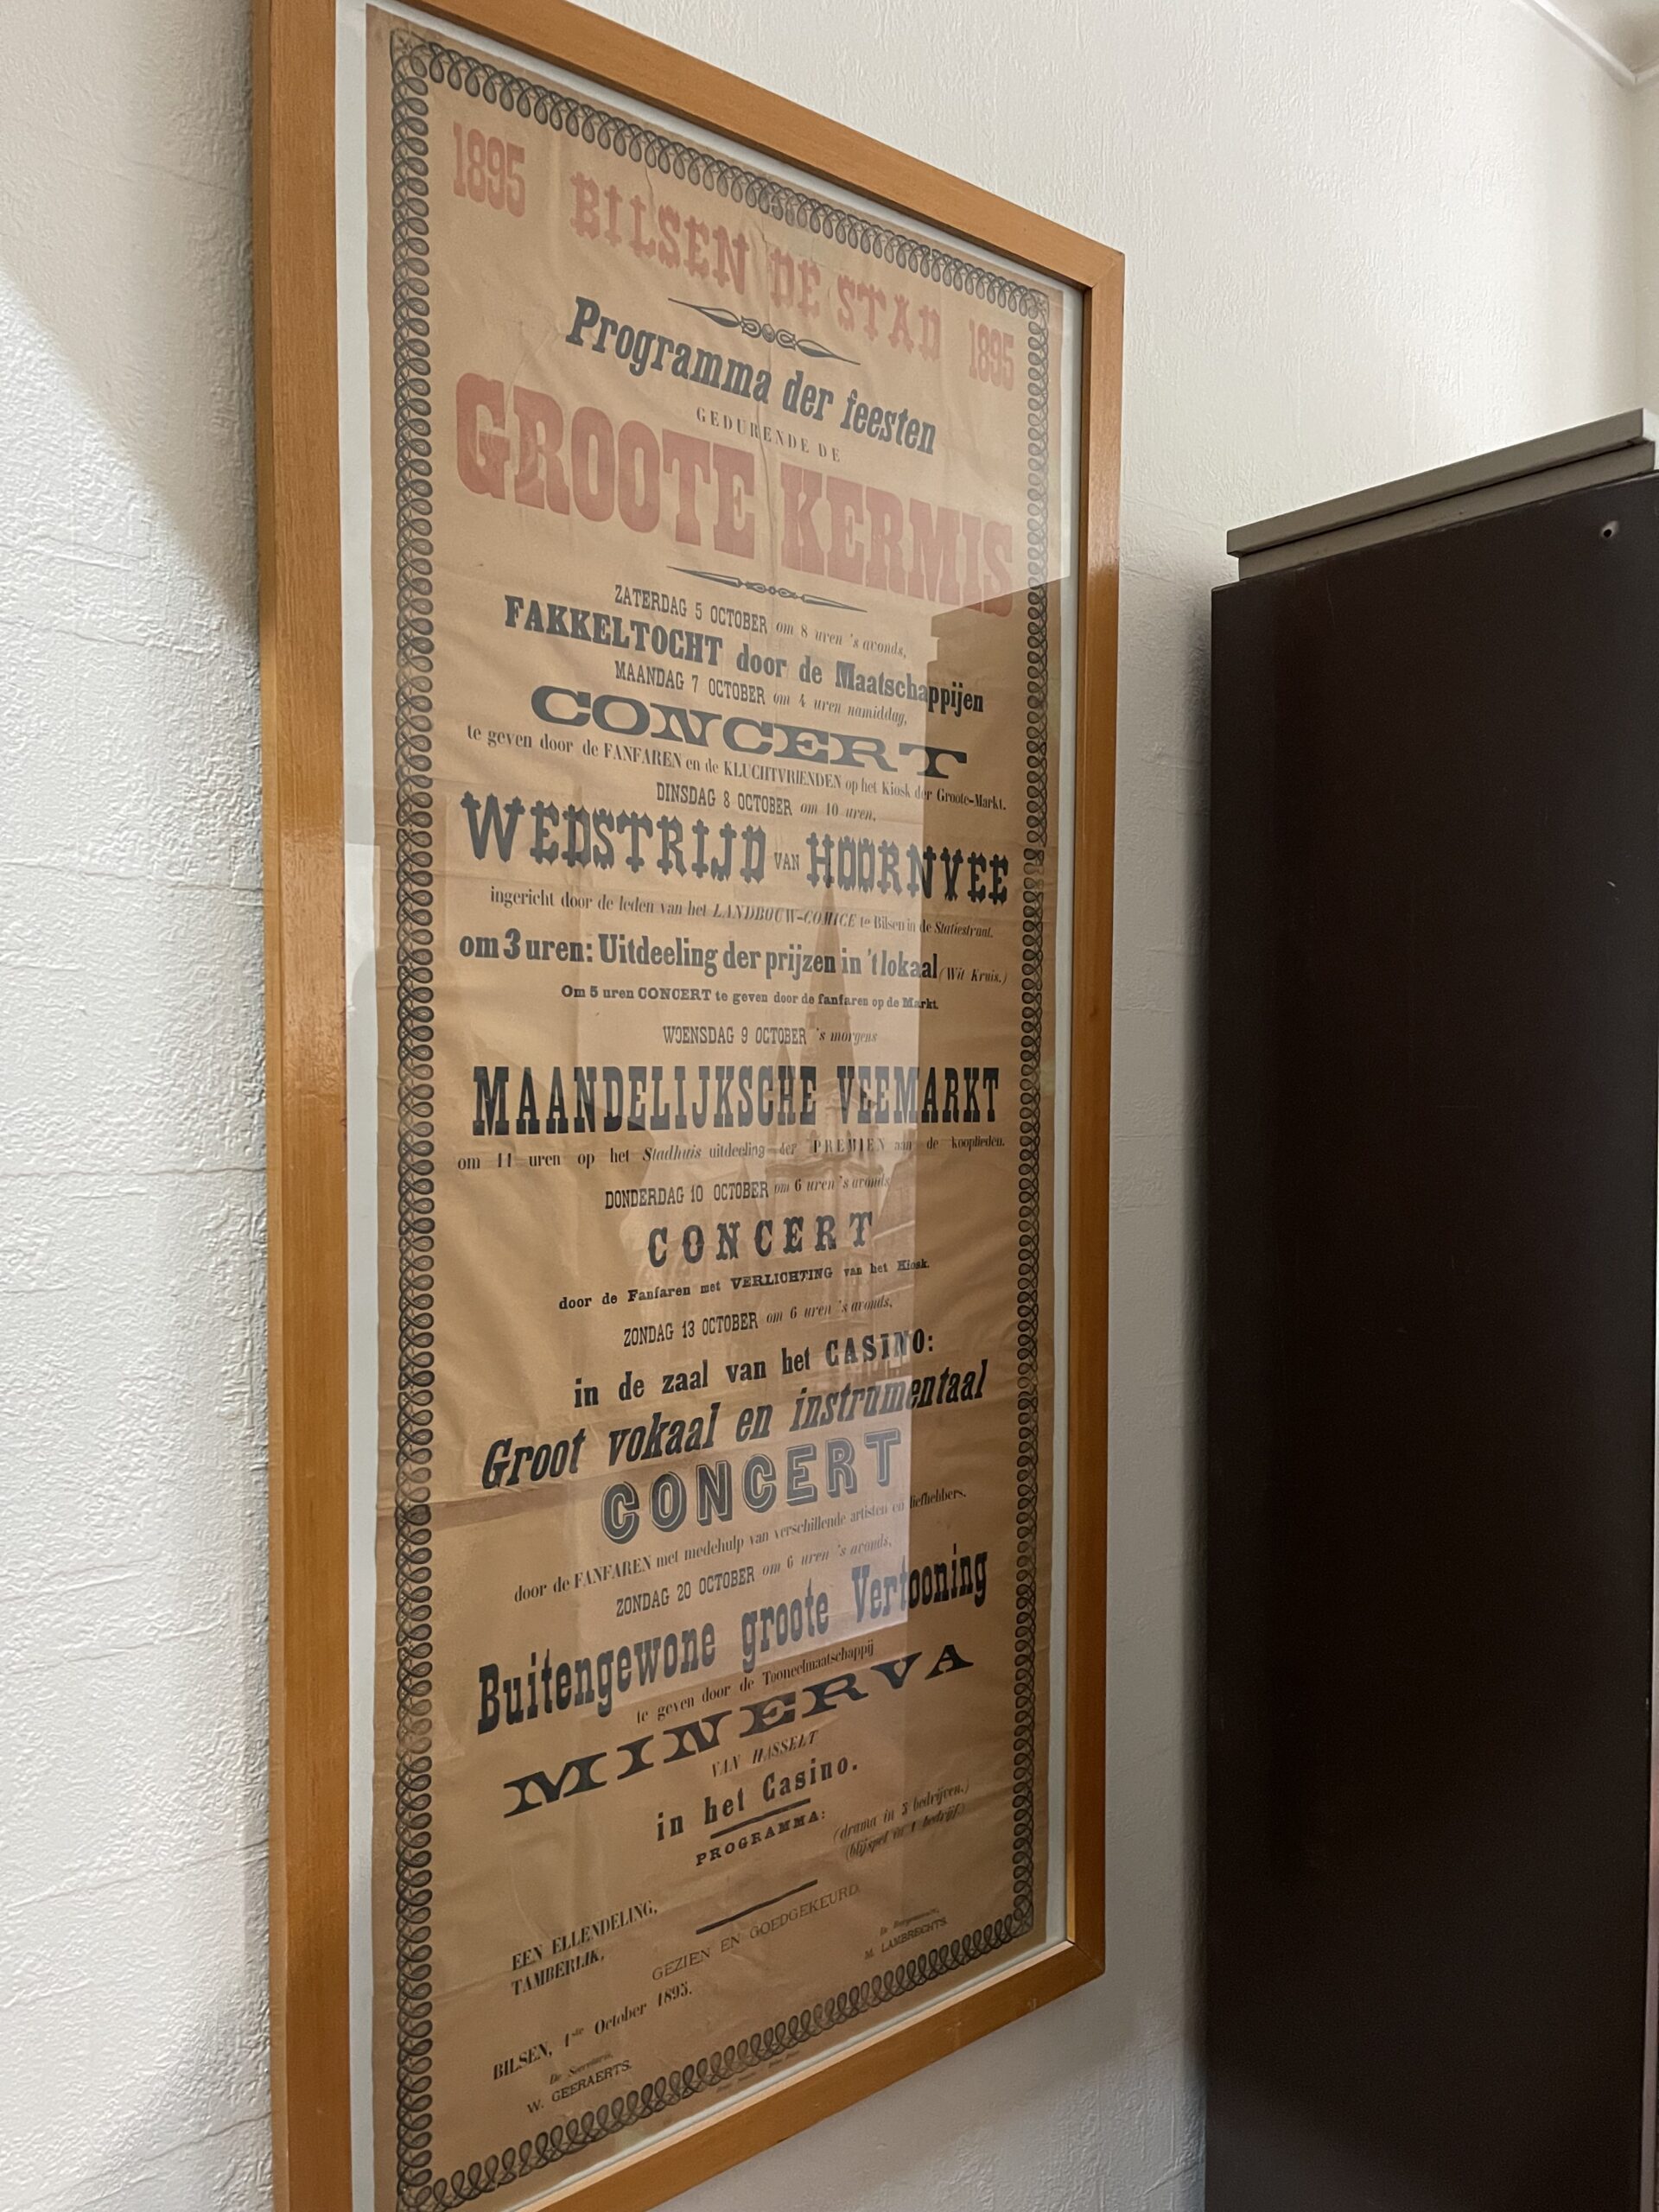 1895 BILSEN DE STAD 1895
Programma der feesten
GEDURENDE DE
GROOTE KERMIS
ZATERDAG 5 OCTOBER om 8 uren 's avonds,
FAKKELTOCHT door de Maatschappijen
MAANDAG 7 OCTOBER om 4 uren namiddag,
CONCERT
te geven door de FANFAREN en de KLUCHTVRIENDEN op het Kiosk der Groote-Markt.
DINSDAG 8 OCTOBER om 10 uren,
WEDSTRIJD VAN HOORNVEE
ingericht door de leden van het LANDBOUW-COMICE te Bilsen in de Statiestraat.
om 3 uren: Uitdeeling der prijzen in 't lokaal (Wit Kruis.)
Om 5 uren CONCERT te geven door de fanfaren op de Markt.
WOENSDAG 9 OCTOBER 's morgens
MAANDELIJKSCHE VEEMARKT
om 11 uren op het Stadhuis uitdeeling der PREMIEN aan de kooplieden.
DONDERDAG 10 OCTOBER om 6 uren 's avonds
CONCERT
door de Fanfaren met VERLICHTING van het Kiosk.
ZONDAG 13 OCTOBER om 6 uren 's avonds,
in de zaal van het CASINO:
Groot vokaal en instrumentaal
CONCERT
door de FANFAREN met medehulp van verschillende artisten en liefhebbers.
ZONDAG 20 OCTOBER om 6 uren 's avonds,
Buitengewone groote Vertooning
te geven door de Tooneelmaatschappij
MINERVA
VAN HASSELT
in het Casino.
PROGRAMMA:
EEN ELLENDELING, (drama in 3 bedrijven.)
TAMBERLIK, (blijspel in 1 bedrijf.)
GEZIEN EN GOEDGEKEURD.
BILSEN, 1ste October 1895.
De Secretaris,
W. GEERAERTS.
De Burgemeester,
M. LAMBRECHTS.